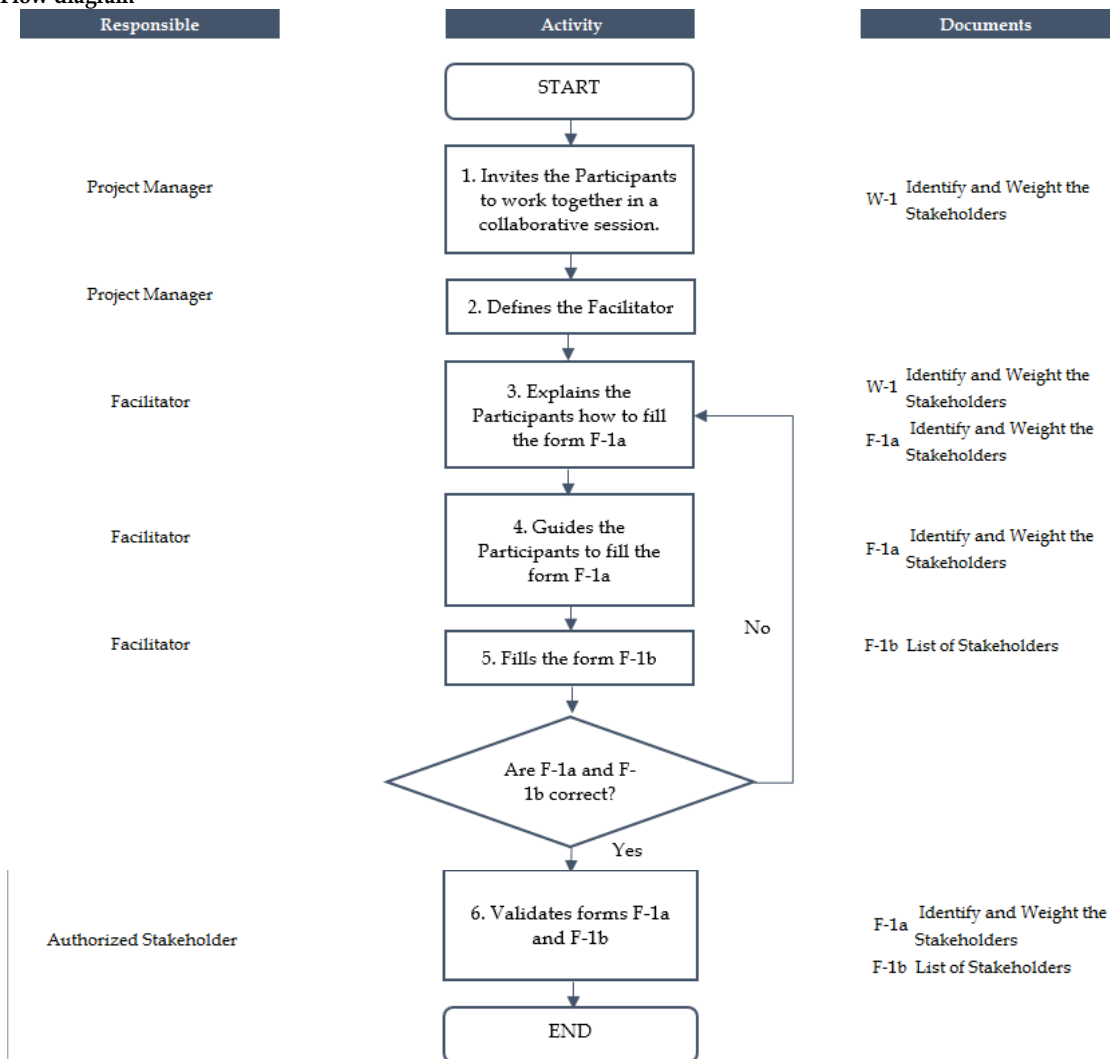 Flow diagram
Responsible
Activity
Documents
START
Project Manager
1. Invites the Participants
to work together in a
collaborative session.
W-1 Identify and Weight the
Stakeholders
Project Manager
2. Defines the Facilitator
Facilitator
3. Explains the
Participants how to fill
the form F-1a
W-1 Identify and Weight the
Stakeholders
F-1a Identify and Weight the
Stakeholders
Facilitator
4. Guides the
Participants to fill the
form F-1a
F-1a Identify and Weight the
Stakeholders
No
Facilitator
5. Fills the form F-1b
F-1b List of Stakeholders
Are F-1a and F-
1b correct?
Yes
Authorized Stakeholder
6. Validates forms F-1a
and F-1b
F-1a Identify and Weight the
Stakeholders
F-1b List of Stakeholders
END